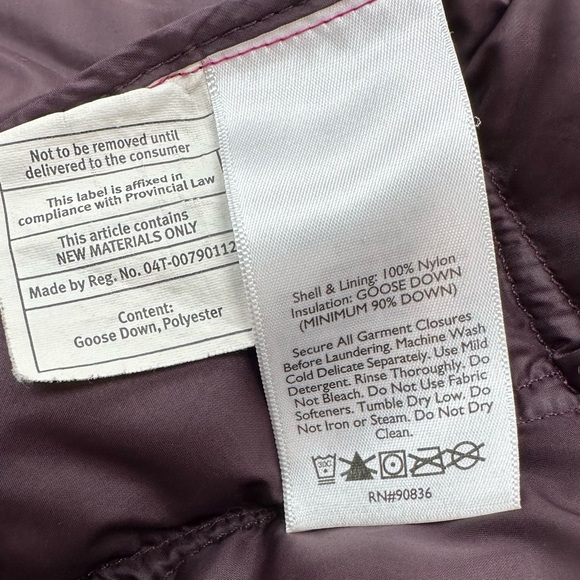 Not to be removed until
delivered to the consumer
This label is affixed in
compliance with Provincial Law
This article contains
NEW MATERIALS ONLY
Made by Reg. No. 04T-00790112
Content:
Goose Down, Polyester
Shell & Lining: 100% Nylon
Insulation: GOOSE DOWN
(MINIMUM 90% DOWN)
Secure All Garment Closures
Before Laundering. Machine Wash
Cold Delicate Separately. Use Mild
Detergent. Rinse Thoroughly. Do
Not Bleach. Do Not Use Fabric
Softeners. Tumble Dry Low. Do
Not Iron or Steam. Do Not Dry
Clean.
30C
RN#90836